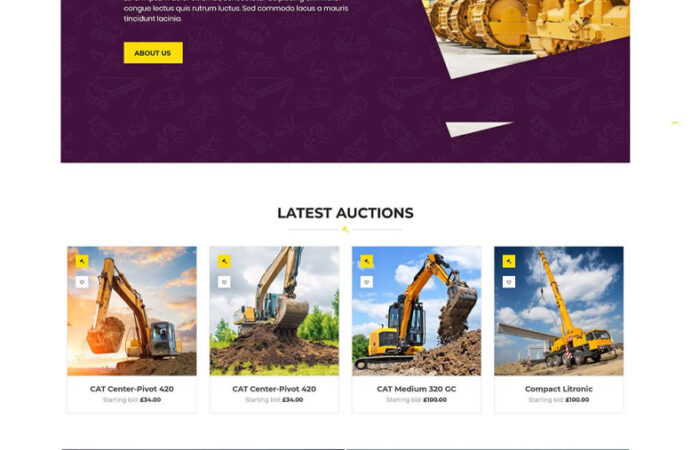 congue lectus quis rutrum luctus. Sed commodo lacus a mauris
tincidunt lacinia.
ABOUT US
LATEST AUCTIONS
CAT Center-Pivot 420
Starting bid: £34.00
CAT Center-Pivot 420
Starting bid: £34.00
CAT Medium 320 GC
Starting bid: £100.00
Compact Litronic
Starting bid: £100.00